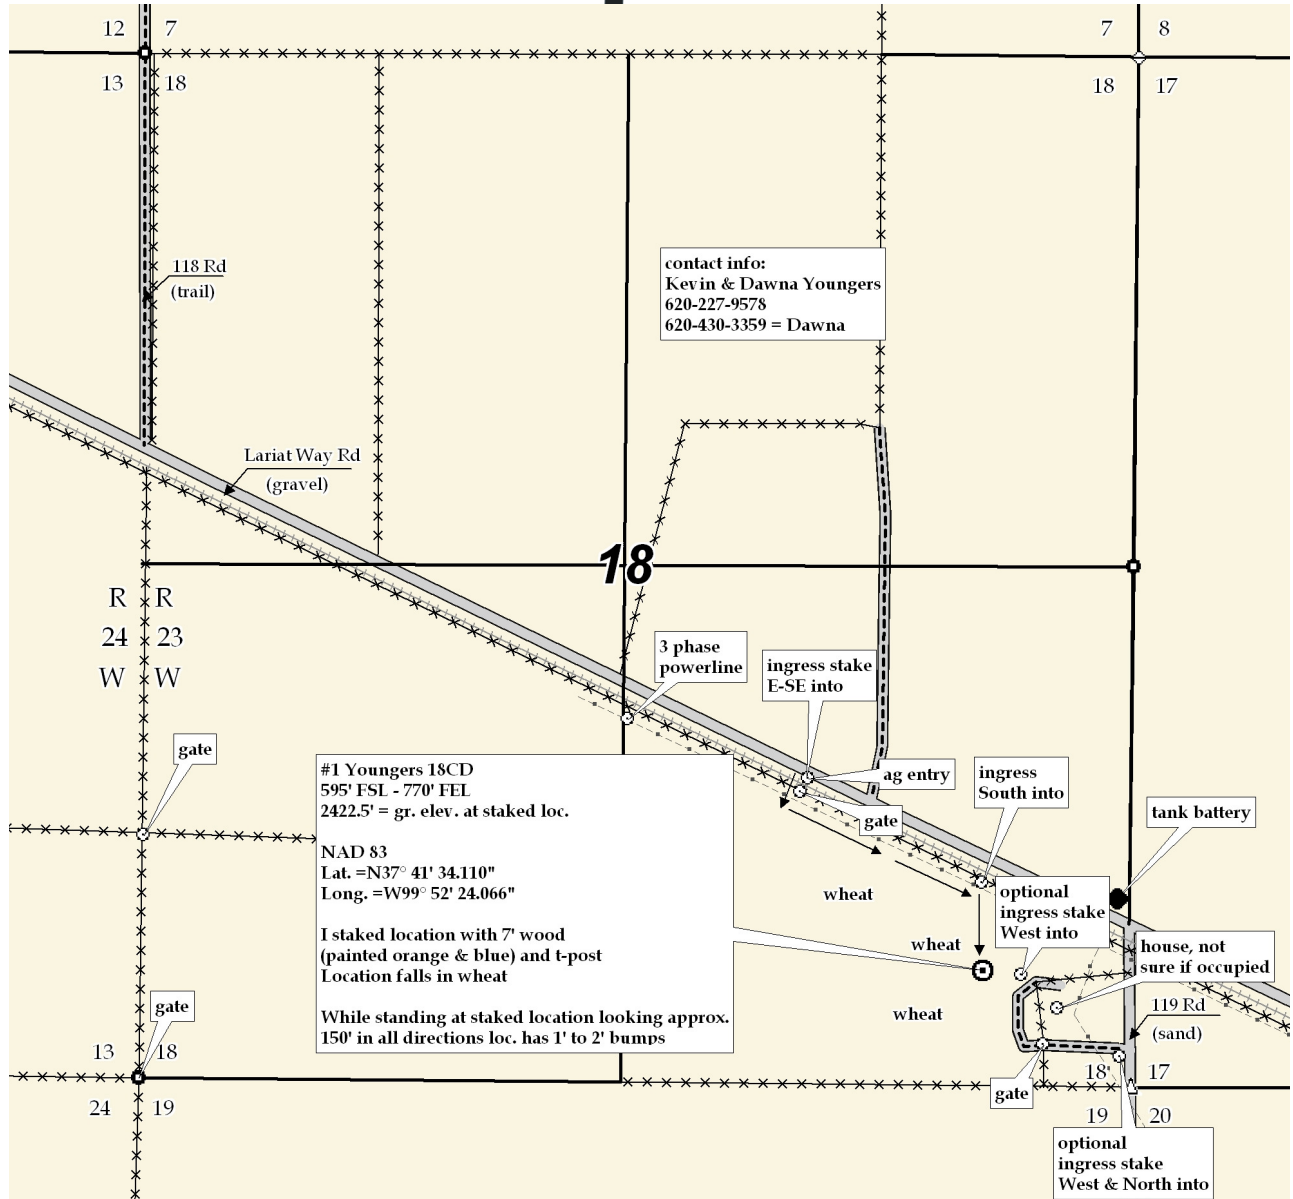 12 7
7 8
13 18
18 17
contact info:
Kevin & Dawna Youngers
620-227-9578
620-430-3359 = Dawna
118 Rd
(trail)
Lariat Way Rd
(gravel)
18
R R
24 23
W W
3 phase
powerline
ingress stake
E-SE into
gate
#1 Youngers 18CD
595' FSL - 770' FEL
2422.5' = gr. elev. at staked loc.
NAD 83
Lat. =N37° 41' 34.110"
Long. =W99° 52' 24.066"
I staked location with 7' wood
(painted orange & blue) and t-post
Location falls in wheat
While standing at staked location looking approx.
150' in all directions loc. has 1' to 2' bumps
ag entry
ingress
South into
gate
tank battery
wheat
optional
ingress stake
West into
wheat
house, not
sure if occupied
wheat
119 Rd
(sand)
gate
13 18
24 19
gate
18 17
19 20
optional
ingress stake
West & North into